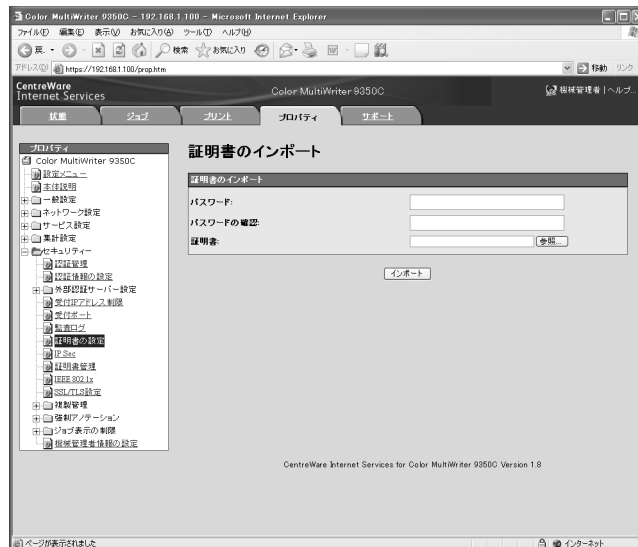 Color MultiWriter 9350C - 192.168.1.100 - Microsoft Internet Explorer
ファイル(F) 編集(E) 表示(V) お気に入り(A) ツール(T) ヘルプ(H)
戻る 検索 お気に入り
アドレス(D) https://192.168.1.100/prop.htm 移動 リンク
CentreWare
Internet Services
Color MultiWriter 9350C
機械管理者 | ヘルプ...
状態 ジョブ プリント プロパティ サポート
プロパティ
Color MultiWriter 9350C
設定メニュー
本体説明
一般設定
ネットワーク設定
サービス設定
集計設定
セキュリティー
認証管理
認証情報の設定
外部認証サーバー設定
受付IPアドレス制限
受付ポート
監査ログ
証明書の設定
IP Sec
証明書管理
IEEE 802.1x
SSL/TLS設定
複製管理
強制アノテーション
ジョブ表示の制限
機械管理者情報の設定
証明書のインポート
証明書のインポート
パスワード:
パスワードの確認:
証明書:
参照...
インポート
CentreWare Internet Services for Color MultiWriter 9350C Version 1.8
ページが表示されました
インターネット